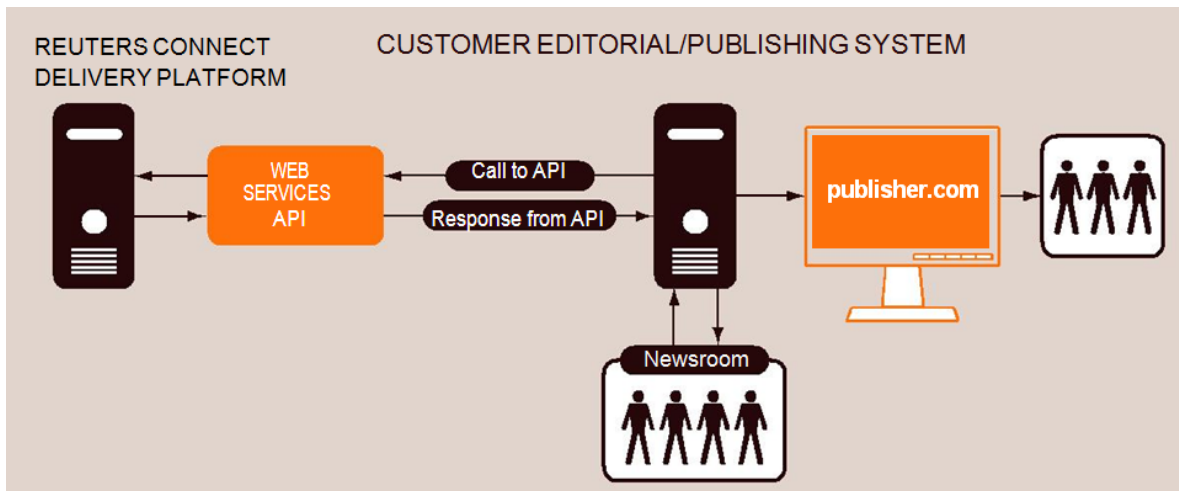 REUTERS CONNECT
DELIVERY PLATFORM
CUSTOMER EDITORIAL/PUBLISHING SYSTEM
WEB
SERVICES
API
Call to API
Response from API
publisher.com
Newsroom